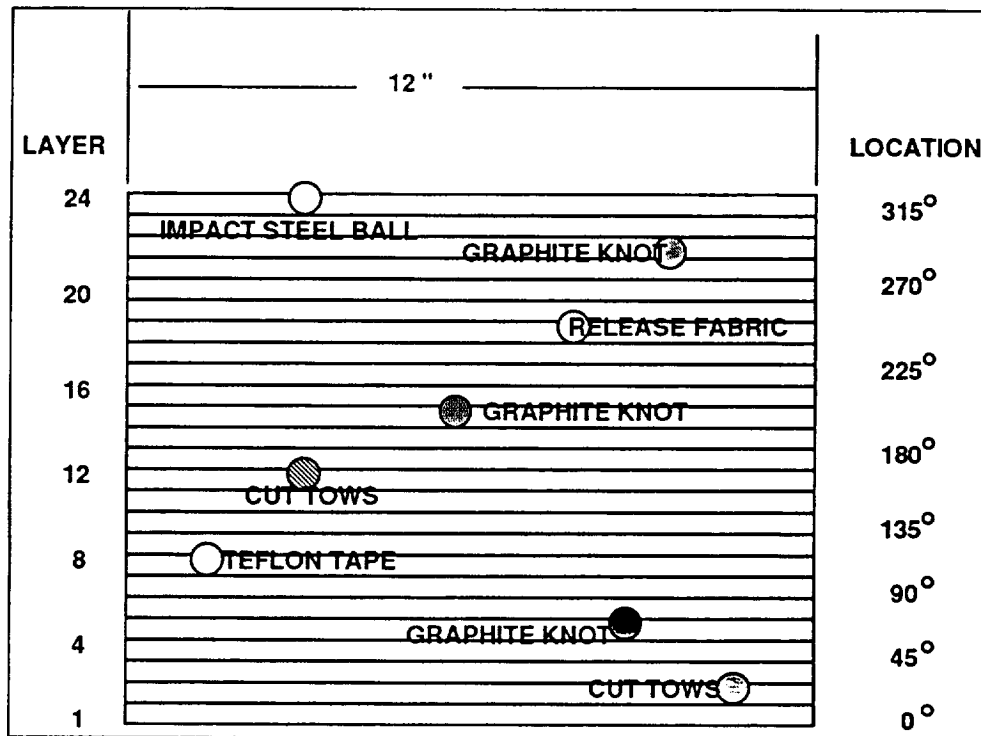 12 "
LAYER
LOCATION
24
315°
IMPACT STEEL BALL
GRAPHITE KNOT
20
270°
RELEASE FABRIC
225°
16
GRAPHITE KNOT
180°
12
CUT TOWS
135°
8
TEFLON TAPE
90°
GRAPHITE KNOT
4
45°
CUT TOWS
1
0°